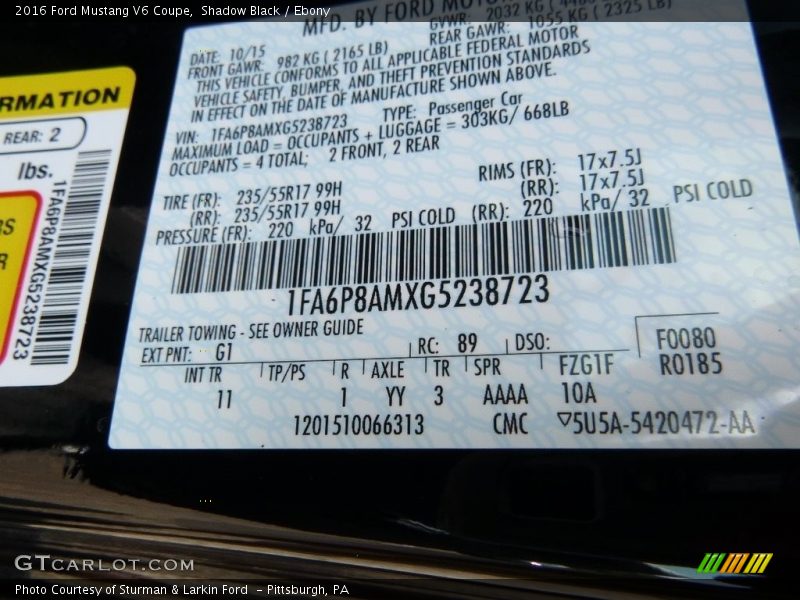 2016 Ford Mustang V6 Coupe, Shadow Black / Ebony
MFD. BY FORD MOTOR
DATE: 10/15 GVWR: 2032 KG
FRONT GAWR: 982 KG ( 2165 LB) REAR GAWR: 1055 KG ( 2325 LB)
THIS VEHICLE CONFORMS TO ALL APPLICABLE FEDERAL MOTOR
VEHICLE SAFETY, BUMPER, AND THEFT PREVENTION STANDARDS
IN EFFECT ON THE DATE OF MANUFACTURE SHOWN ABOVE.
VIN: 1FA6P8AMXG5238723 TYPE: Passenger Car
MAXIMUM LOAD = OCCUPANTS + LUGGAGE = 303KG/ 668LB
OCCUPANTS = 4 TOTAL; 2 FRONT, 2 REAR
TIRE (FR): 235/55R17 99H RIMS (FR): 17x7.5J
(RR): 235/55R17 99H (RR): 17x7.5J
PRESSURE (FR): 220 kPa/ 32 PSI COLD (RR): 220 kPa/ 32 PSI COLD
1FA6P8AMXG5238723
TRAILER TOWING - SEE OWNER GUIDE
EXT PNT: G1 RC: 89 DSO: F0080
R0185
INT TR TP/PS R AXLE TR SPR FZG1F
11 1 YY 3 AAAA 10A
1201510066313 CMC ▽5U5A-5420472-AA
RMATION
REAR: 2
lbs.
RS
R
1FA6P8AMXG5238723
GTCARLOT.COM
Photo Courtesy of Sturman & Larkin Ford - Pittsburgh, PA